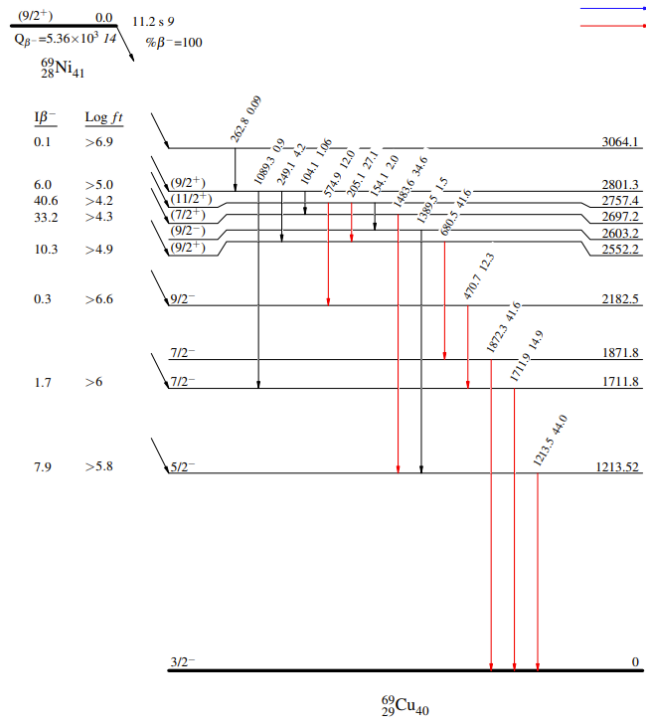 (9/2+) 0.0 11.2 s 9
Qβ−=5.36×10³ 14 %β−=100
⁶⁹₂₈Ni₄₁
Iβ− Log ft
262.8 0.09
0.1 >6.9 3064.1
1089.3 0.9
249.1 4.2
104.1 1.06
574.9 12.0
205.1 27.1
154.1 2.0
1483.6 34.6
1389.5 1.5
680.5 41.6
6.0 >5.0 (9/2+) 2801.3
40.6 >4.2 (11/2+) 2757.4
33.2 >4.3 (7/2+) 2697.2
(9/2−) 2603.2
10.3 >4.9 (9/2+) 2552.2
470.7 12.3
0.3 >6.6 9/2− 2182.5
1872.3 41.6
1711.9 14.9
7/2− 1871.8
1.7 >6 7/2− 1711.8
1213.5 44.0
7.9 >5.8 5/2− 1213.52
3/2− 0
⁶⁹₂₉Cu₄₀